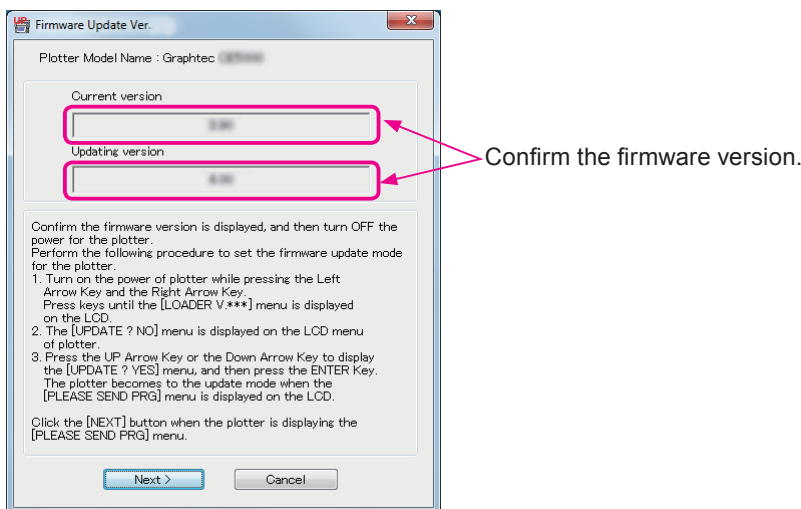 Firmware Update Ver.
Plotter Model Name : Graphtec
Current version
Updating version
Confirm the firmware version.
Confirm the firmware version is displayed, and then turn OFF the
power for the plotter.
Perform the following procedure to set the firmware update mode
for the plotter.
1. Turn on the power of plotter while pressing the Left
Arrow Key and the Right Arrow Key.
Press keys until the [LOADER V.***] menu is displayed
on the LCD.
2. The [UPDATE ? NO] menu is displayed on the LCD menu
of plotter.
3. Press the UP Arrow Key or the Down Arrow Key to display
the [UPDATE ? YES] menu, and then press the ENTER Key.
The plotter becomes to the update mode when the
[PLEASE SEND PRG] menu is displayed on the LCD.
Click the [NEXT] button when the plotter is displaying the
[PLEASE SEND PRG] menu.
Next >
Cancel